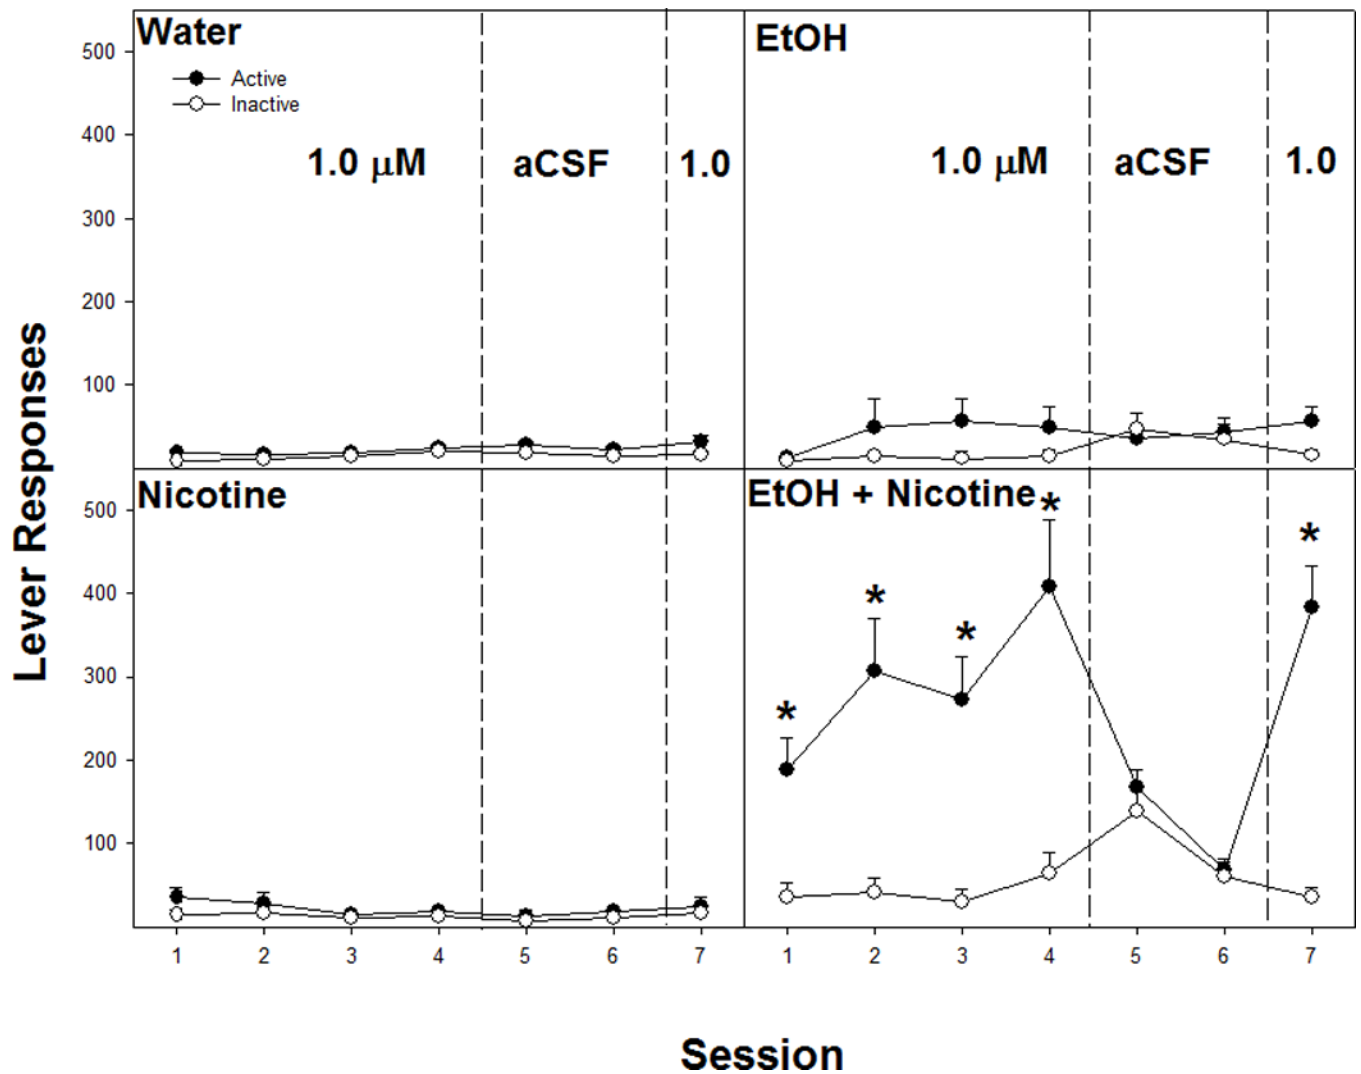 Water
EtOH
500
Active
Inactive
400
1.0 μM aCSF 1.0
1.0 μM aCSF 1.0
300
200
100
Nicotine
EtOH + Nicotine
500
*
*
400
*
*
300
*
200
100
Lever Responses
1 2 3 4 5 6 7
1 2 3 4 5 6 7
Session